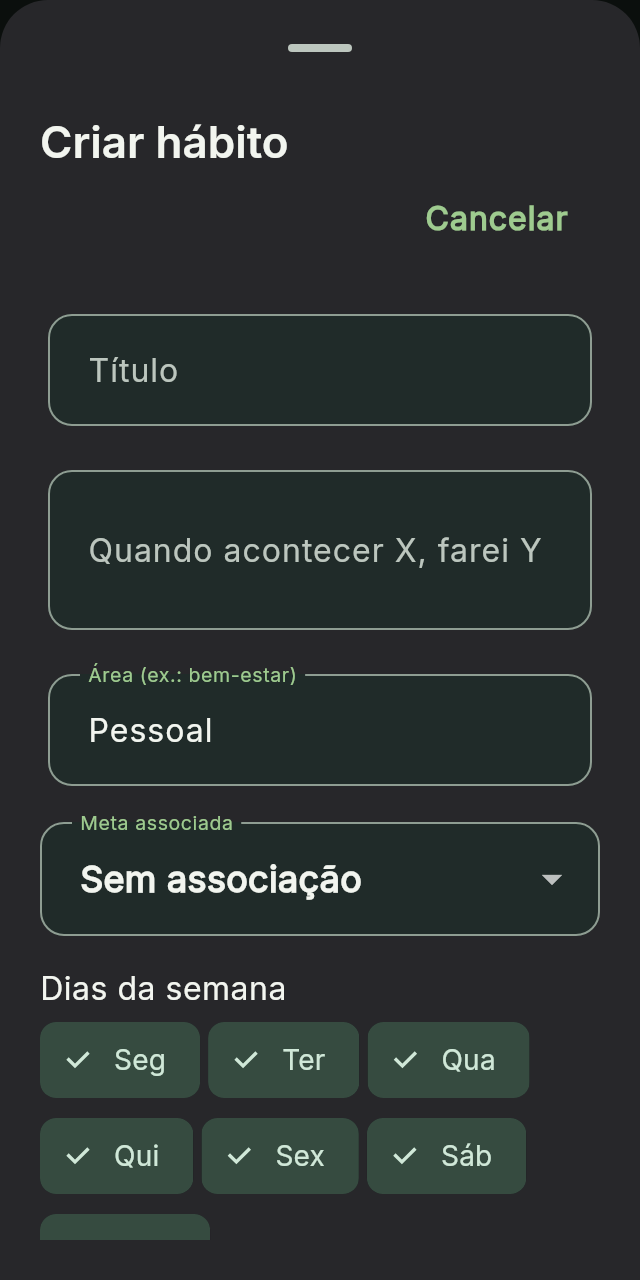 Criar hábito
Cancelar
Título
Quando acontecer X, farei Y
Área (ex.: bem-estar)
Pessoal
Meta associada
Sem associação
Dias da semana
Seg Ter Qua
Qui Sex Sáb